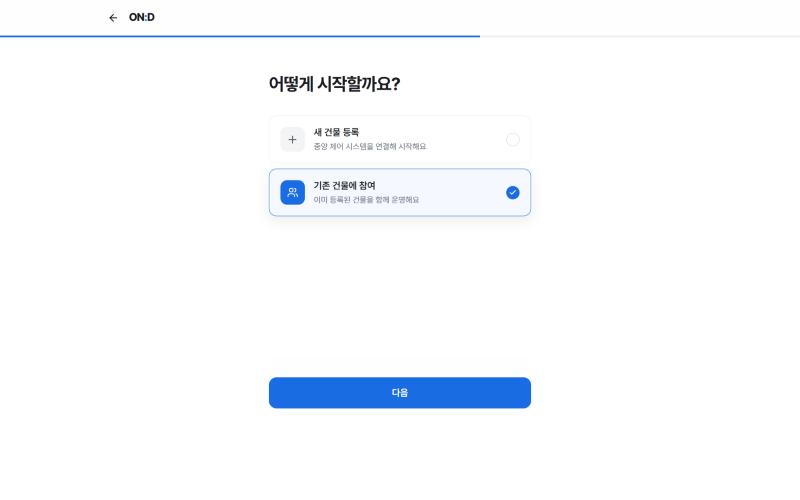 ON:D
어떻게 시작할까요?
새 건물 등록
중앙 제어 시스템을 연결해 시작해요
기존 건물에 참여
이미 등록된 건물을 함께 운영해요
다음